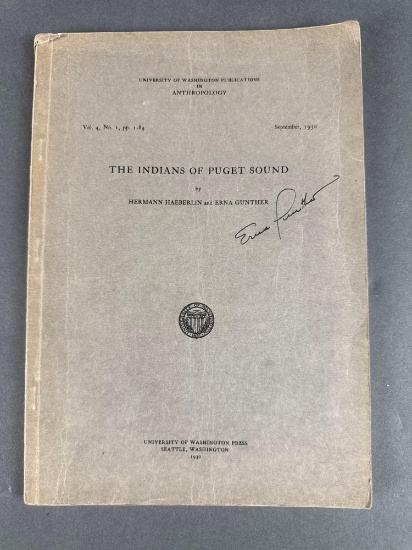 UNIVERSITY OF WASHINGTON PUBLICATIONS
IN
ANTHROPOLOGY
Vol. 4, No. 1, pp. 1-84 September, 1930
THE INDIANS OF PUGET SOUND
by
HERMANN HAEBERLIN and ERNA GUNTHER
Erna Gunther
UNIVERSITY OF WASHINGTON PRESS
SEATTLE, WASHINGTON
1930